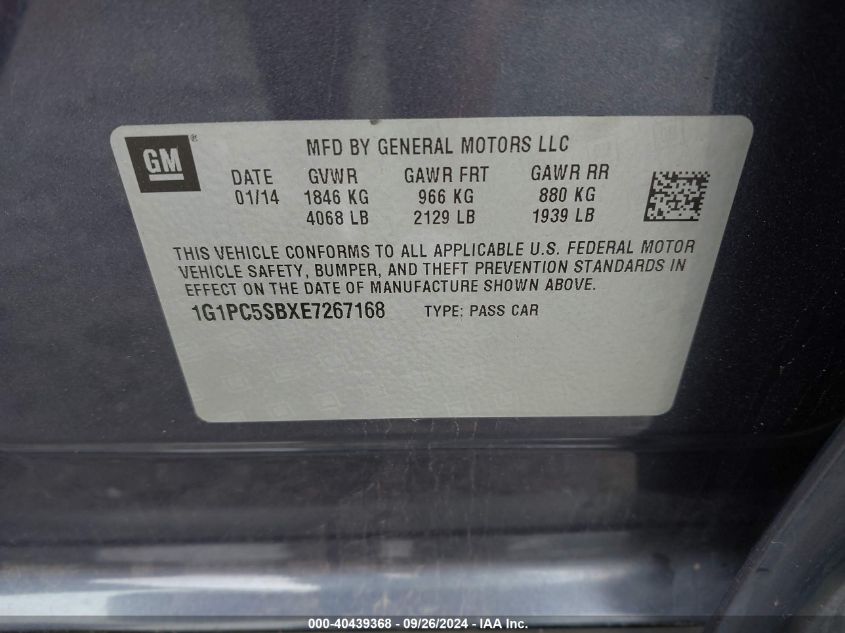 GM®
MFD BY GENERAL MOTORS LLC
DATE GVWR GAWR FRT GAWR RR
01/14 1846 KG 966 KG 880 KG
4068 LB 2129 LB 1939 LB
THIS VEHICLE CONFORMS TO ALL APPLICABLE U.S. FEDERAL MOTOR
VEHICLE SAFETY, BUMPER, AND THEFT PREVENTION STANDARDS IN
EFFECT ON THE DATE OF MANUFACTURE SHOWN ABOVE.
1G1PC5SBXE7267168 TYPE: PASS CAR
000-40439368 - 09/26/2024 - IAA Inc.